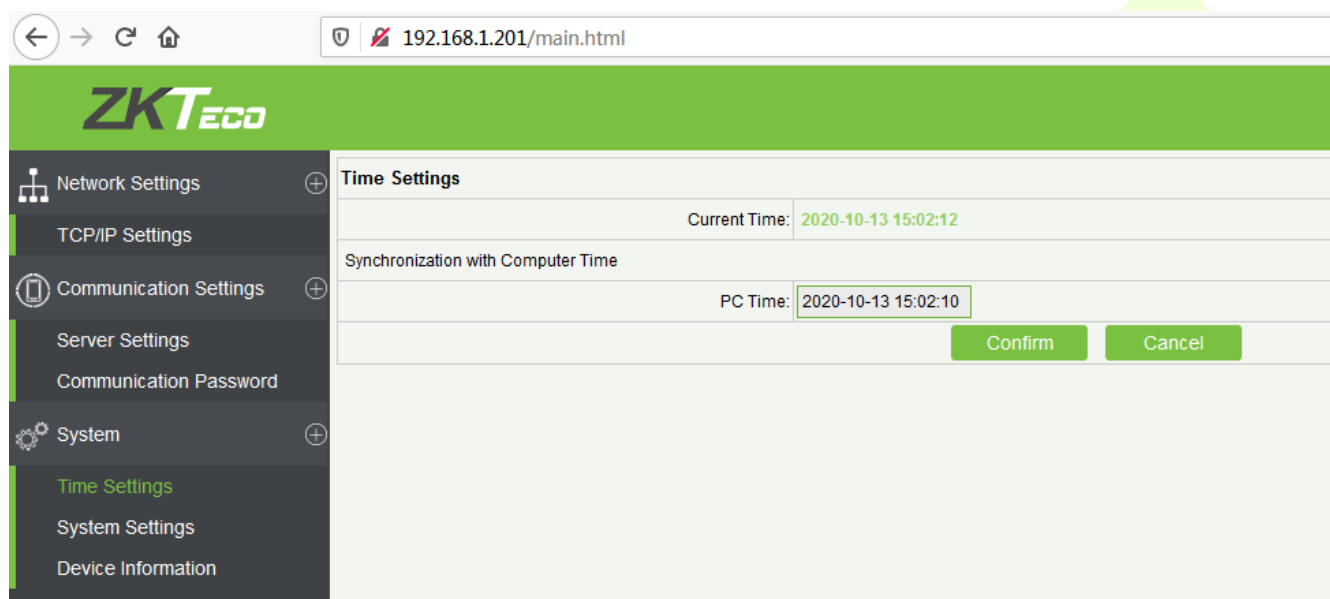 192.168.1.201/main.html
ZKTECO
Network Settings
TCP/IP Settings
Communication Settings
Server Settings
Communication Password
System
Time Settings
System Settings
Device Information
Time Settings
Current Time: 2020-10-13 15:02:12
Synchronization with Computer Time
PC Time: 2020-10-13 15:02:10
Confirm Cancel